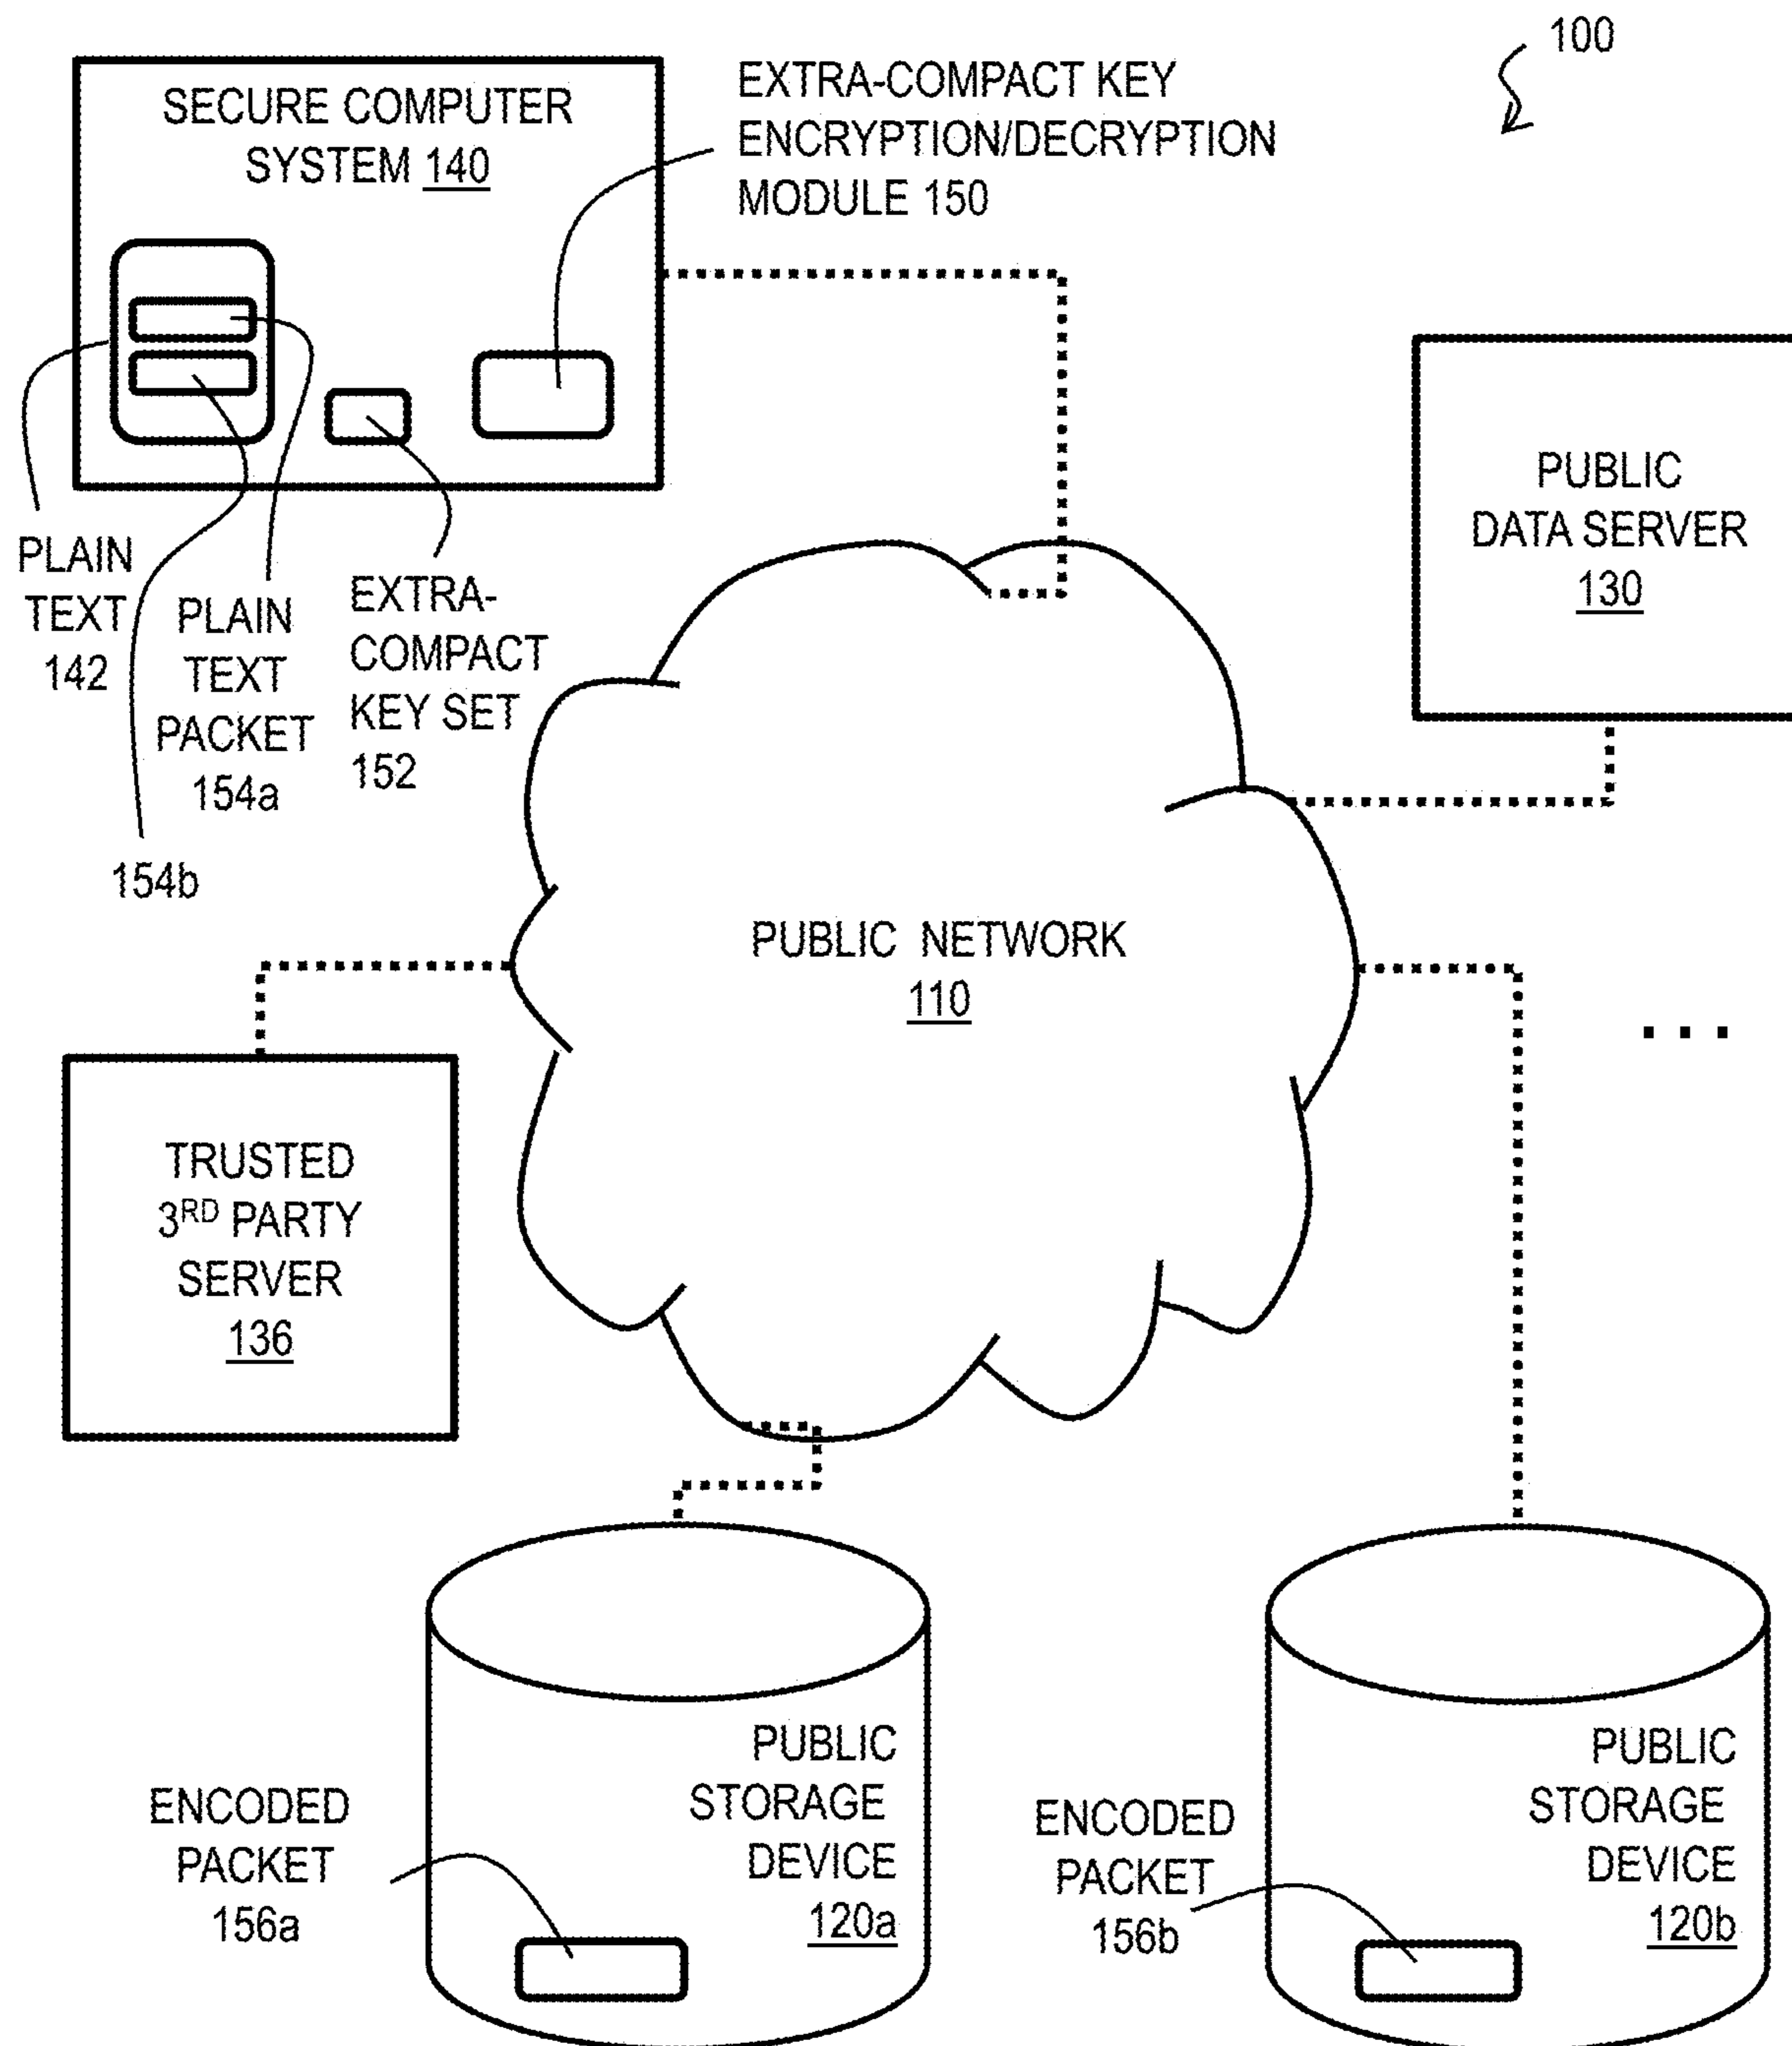 100
SECURE COMPUTER
SYSTEM 140
EXTRA-COMPACT KEY
ENCRYPTION/DECRYPTION
MODULE 150
PLAIN
TEXT
142
PLAIN
TEXT
PACKET
154a
154b
EXTRA-
COMPACT
KEY SET
152
PUBLIC
DATA SERVER
130
PUBLIC NETWORK
110
. . .
TRUSTED
3RD PARTY
SERVER
136
PUBLIC
STORAGE
DEVICE
120a
ENCODED
PACKET
156a
PUBLIC
STORAGE
DEVICE
120b
ENCODED
PACKET
156b